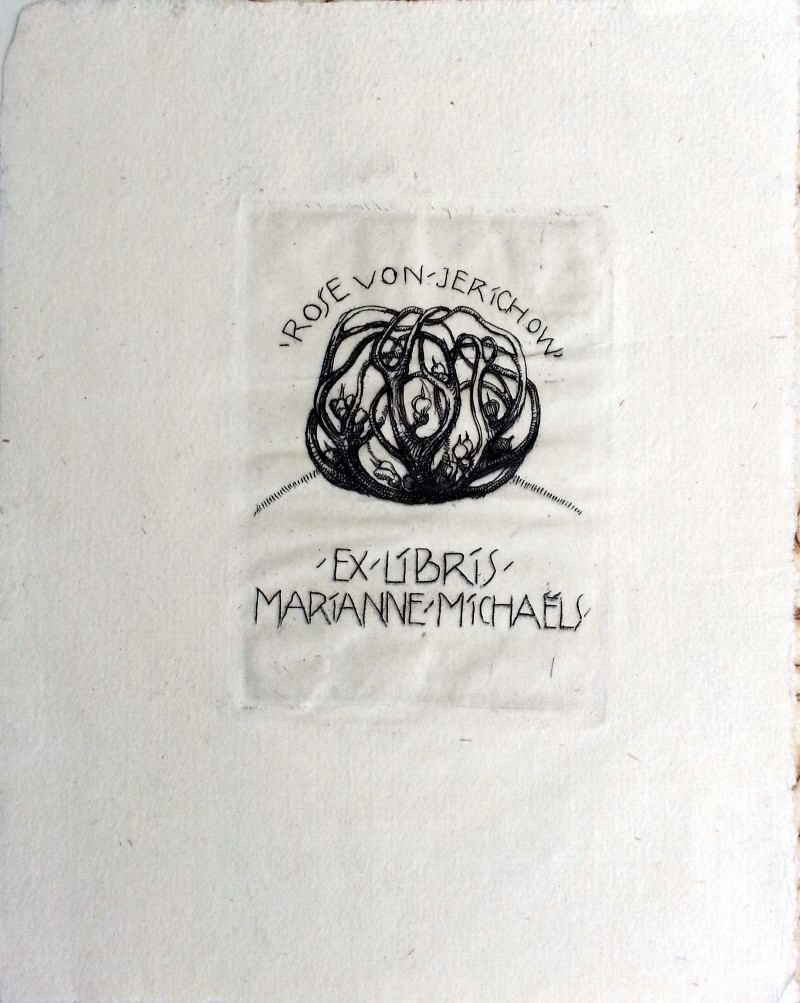 ·ROSE VON-JERICHOW·
·EX·LIBRIS·
MARIANNE·MICHAËLS·